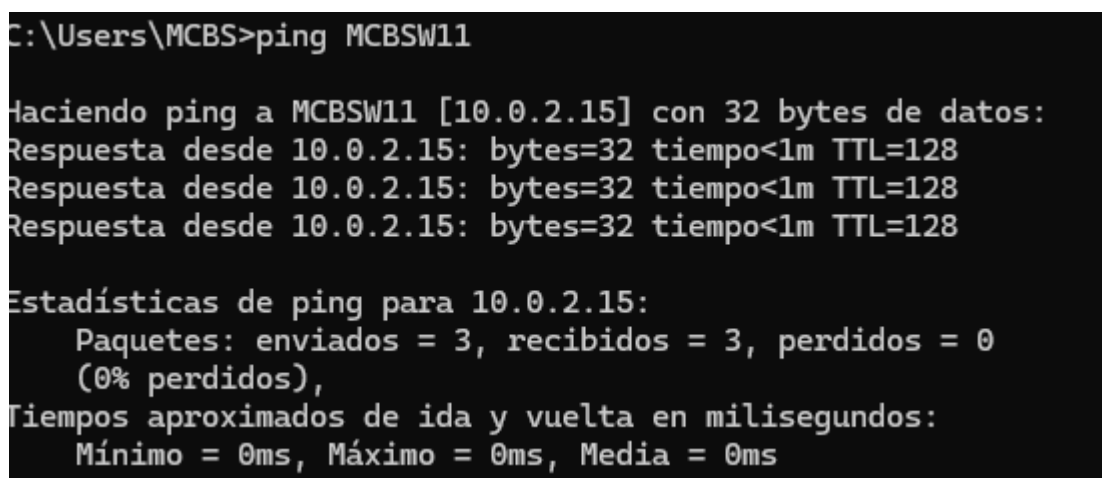 C:\Users\MCBS>ping MCBSW11
Haciendo ping a MCBSW11 [10.0.2.15] con 32 bytes de datos:
Respuesta desde 10.0.2.15: bytes=32 tiempo<1m TTL=128
Respuesta desde 10.0.2.15: bytes=32 tiempo<1m TTL=128
Respuesta desde 10.0.2.15: bytes=32 tiempo<1m TTL=128
Estadísticas de ping para 10.0.2.15:
Paquetes: enviados = 3, recibidos = 3, perdidos = 0
(0% perdidos),
Tiempos aproximados de ida y vuelta en milisegundos:
Mínimo = 0ms, Máximo = 0ms, Media = 0ms